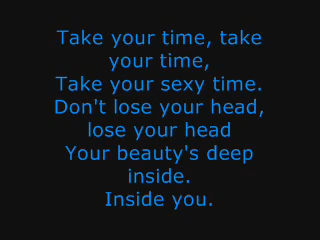 Take your time, take
your time,
Take your sexy time.
Don't lose your head,
lose your head
Your beauty's deep
inside.
Inside you.